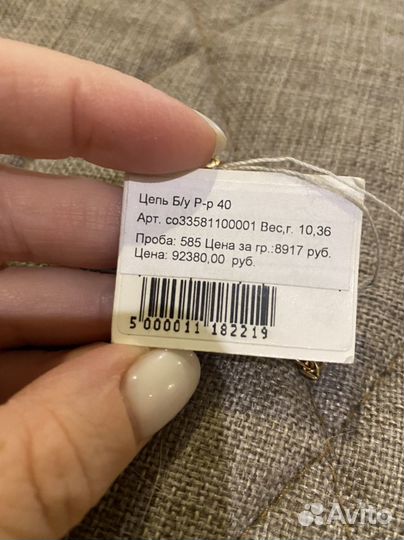 Цепь Б/у Р-р 40
Арт. со33581100001 Вес,г. 10,36
Проба: 585 Цена за гр.:8917 руб.
Цена: 92380,00 руб.
5 000011 182219
Avito